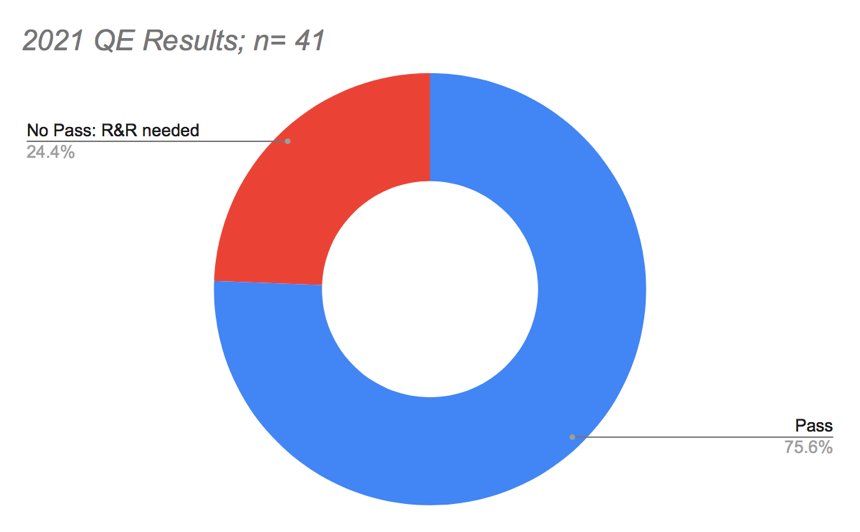 2021 QE Results; n= 41
No Pass: R&R needed
24.4%
Pass
75.6%